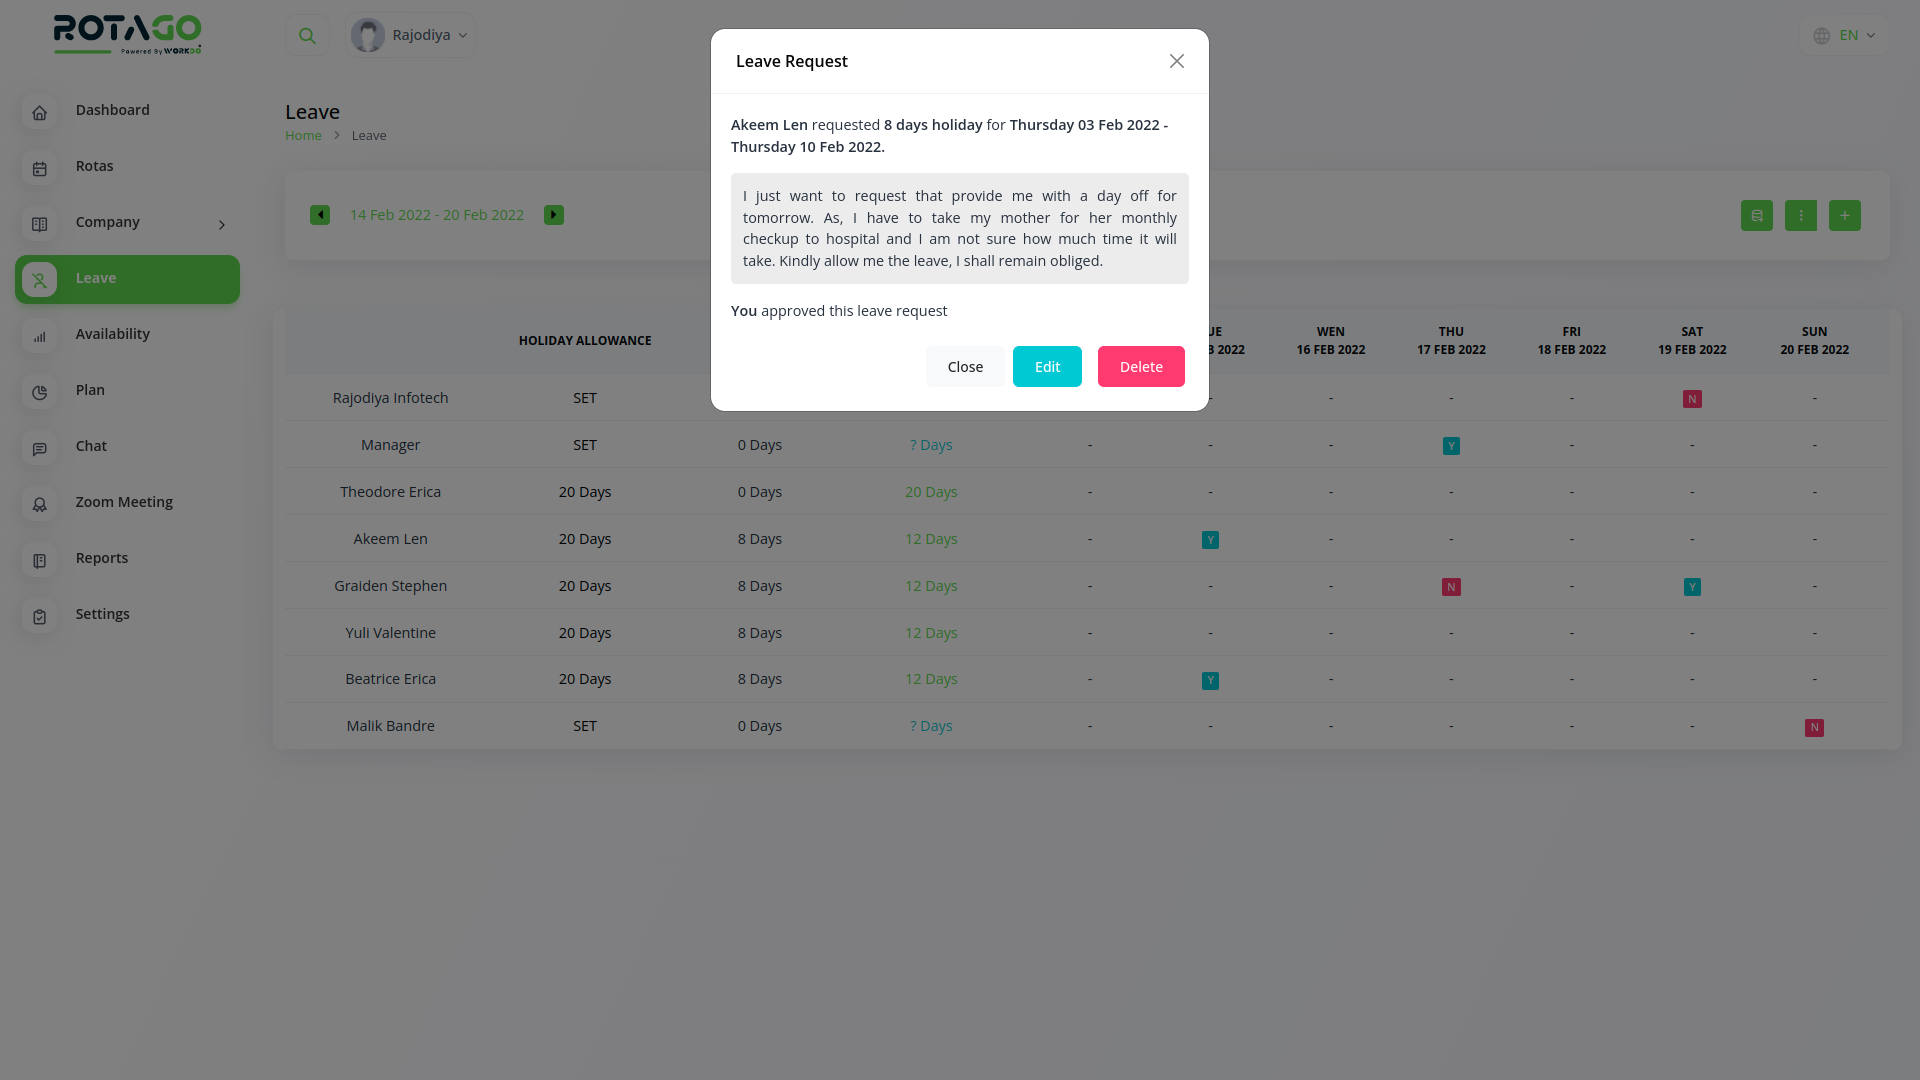 ROTAGO
Powered By WORKDO
Rajodiya
EN
Dashboard
Rotas
Company
Leave
Availability
Plan
Chat
Zoom Meeting
Reports
Settings
Leave
Home > Leave
14 Feb 2022 - 20 Feb 2022
Leave Request
Akeem Len requested 8 days holiday for Thursday 03 Feb 2022 -
Thursday 10 Feb 2022.
I just want to request that provide me with a day off for
tomorrow. As, I have to take my mother for her monthly
checkup to hospital and I am not sure how much time it will
take. Kindly allow me the leave, I shall remain obliged.
You approved this leave request
Close Edit Delete
HOLIDAY ALLOWANCE UE WEN THU FRI SAT SUN
2022 16 FEB 2022 17 FEB 2022 18 FEB 2022 19 FEB 2022 20 FEB 2022
Rajodiya Infotech SET - - - - N -
Manager SET 0 Days ? Days - - - Y - - -
Theodore Erica 20 Days 0 Days 20 Days - - - - - - -
Akeem Len 20 Days 8 Days 12 Days - Y - - - - -
Graiden Stephen 20 Days 8 Days 12 Days - - - N - Y -
Yuli Valentine 20 Days 8 Days 12 Days - - - - - - -
Beatrice Erica 20 Days 8 Days 12 Days - Y - - - - -
Malik Bandre SET 0 Days ? Days - - - - - - N